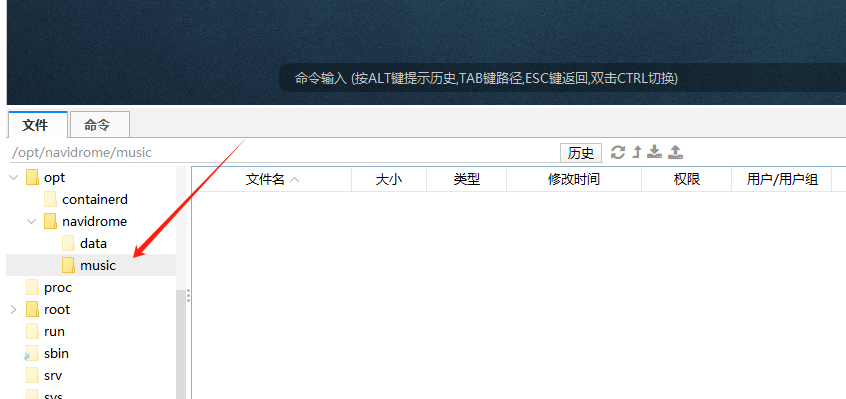 命令输入 (按ALT键提示历史,TAB键路径,ESC键返回,双击CTRL切换)
文件 命令
/opt/navidrome/music 历史
文件名 大小 类型 修改时间 权限 用户/用户组
opt
containerd
navidrome
data
music
proc
root
run
sbin
srv
sys